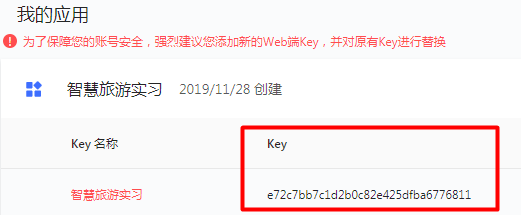 我的应用
为了保障您的账号安全，强烈建议您添加新的Web端Key，并对原有Key进行替换
智慧旅游实习 2019/11/28 创建
Key 名称 Key
智慧旅游实习 e72c7bb7c1d2b0c82e425dfba6776811